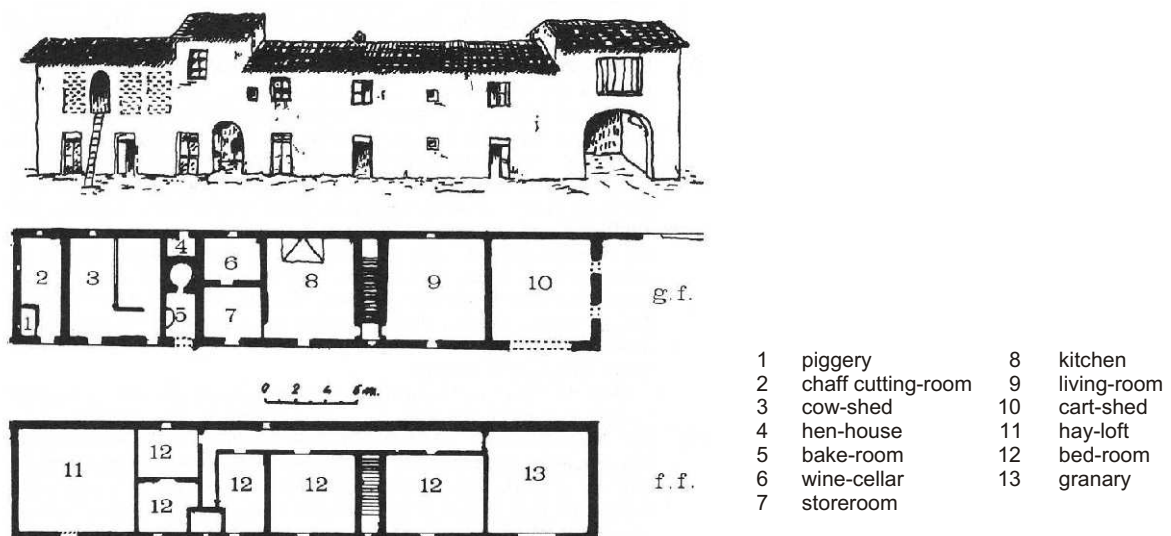 4
2
3
6
8
9
10
g.f.
1
5
7
0 2 4 6 m.
12
11
12
12
12
13
f.f.
12
1 piggery 8 kitchen
2 chaff cutting-room 9 living-room
3 cow-shed 10 cart-shed
4 hen-house 11 hay-loft
5 bake-room 12 bed-room
6 wine-cellar 13 granary
7 storeroom